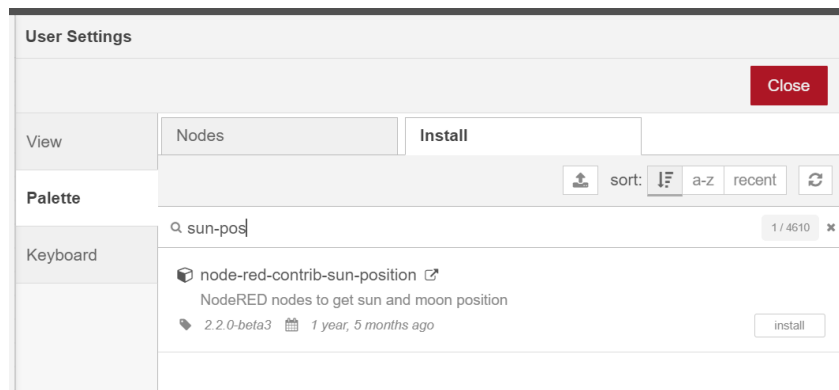 User Settings
Close
View
Palette
Keyboard
Nodes
Install
sort: a-z recent
sun-pos
1 / 4610
node-red-contrib-sun-position
NodeRED nodes to get sun and moon position
2.2.0-beta3 1 year, 5 months ago
install